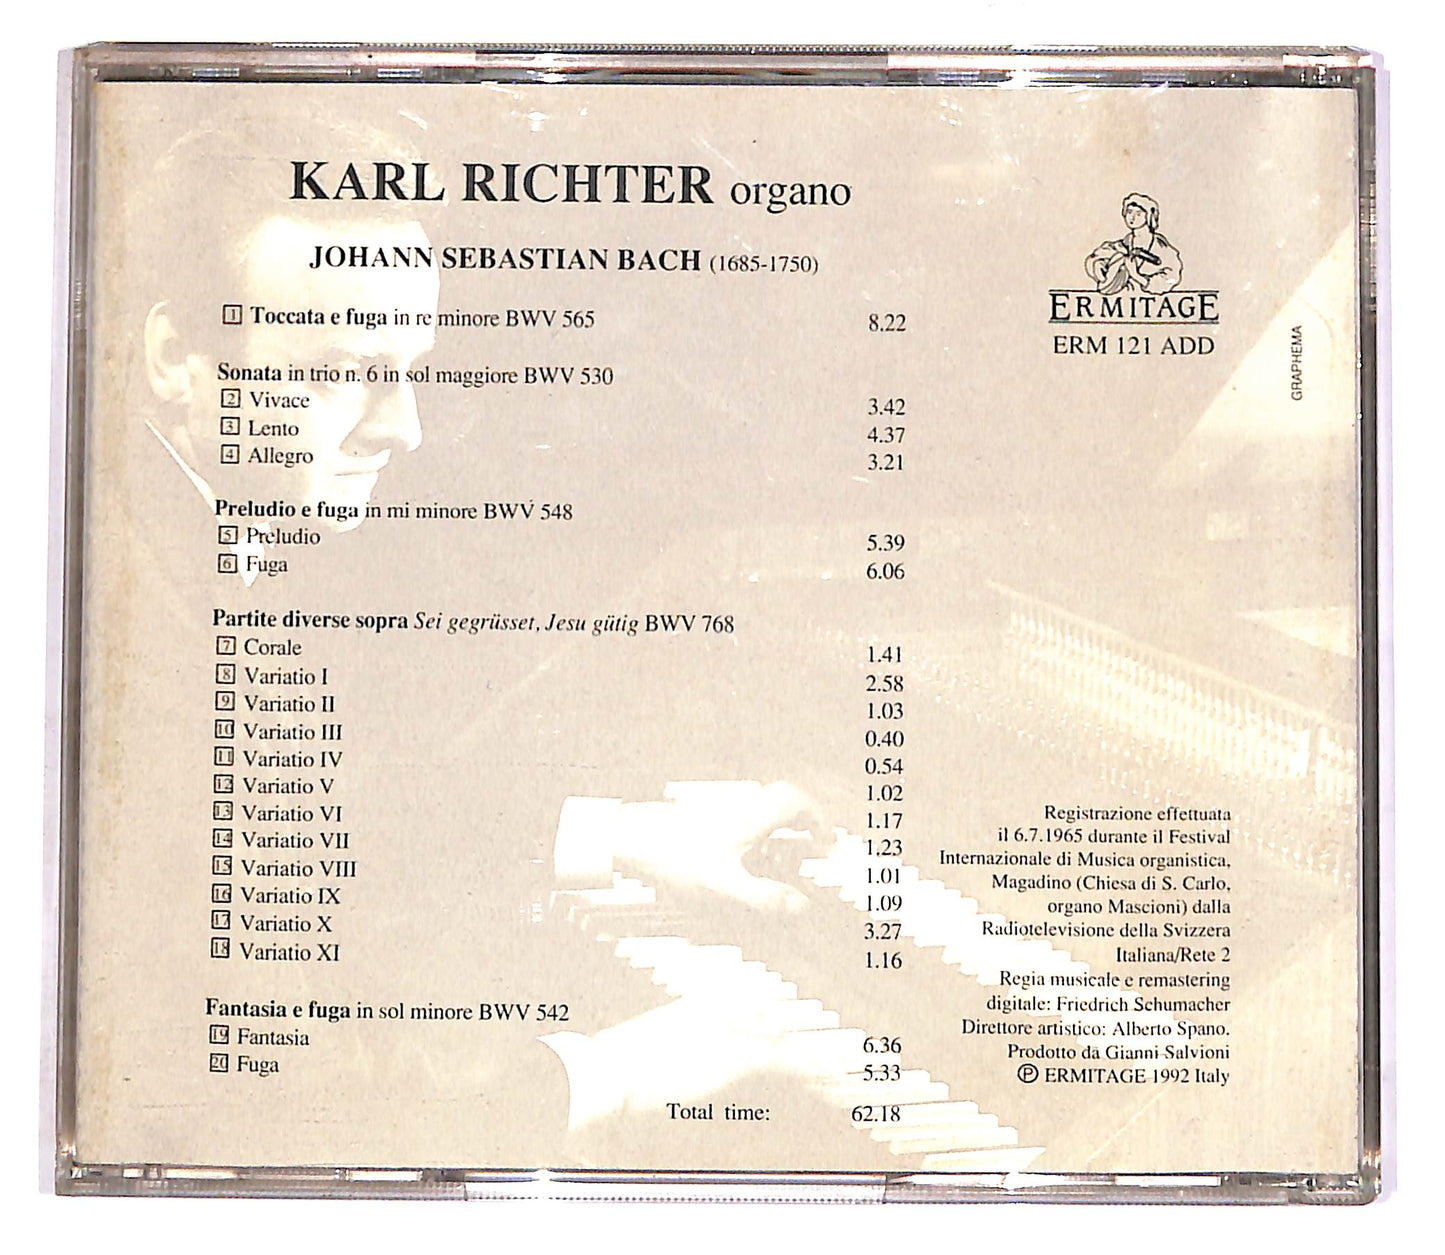 KARL RICHTER organo
JOHANN SEBASTIAN BACH (1685-1750)
1 Toccata e fuga in re minore BWV 565 8.22
Sonata in trio n. 6 in sol maggiore BWV 530
2 Vivace 3.42
3 Lento 4.37
4 Allegro 3.21
Preludio e fuga in mi minore BWV 548
5 Preludio 5.39
6 Fuga 6.06
Partite diverse sopra Sei gegrüsset, Jesu gütig BWV 768
7 Corale 1.41
8 Variatio I 2.58
9 Variatio II 1.03
10 Variatio III 0.40
11 Variatio IV 0.54
12 Variatio V 1.02
13 Variatio VI 1.17
14 Variatio VII 1.23
15 Variatio VIII 1.01
16 Variatio IX 1.09
17 Variatio X 3.27
18 Variatio XI 1.16
Fantasia e fuga in sol minore BWV 542
19 Fantasia 6.36
20 Fuga 5.33
Total time: 62.18
ERMITAGE
ERM 121 ADD
GRAPHEMA
Registrazione effettuata
il 6.7.1965 durante il Festival
Internazionale di Musica organistica,
Magadino (Chiesa di S. Carlo,
organo Mascioni) dalla
Radiotelevisione della Svizzera
Italiana/Rete 2
Regia musicale e remastering
digitale: Friedrich Schumacher
Direttore artistico: Alberto Spano.
Prodotto da Gianni Salvioni
Ⓟ ERMITAGE 1992 Italy